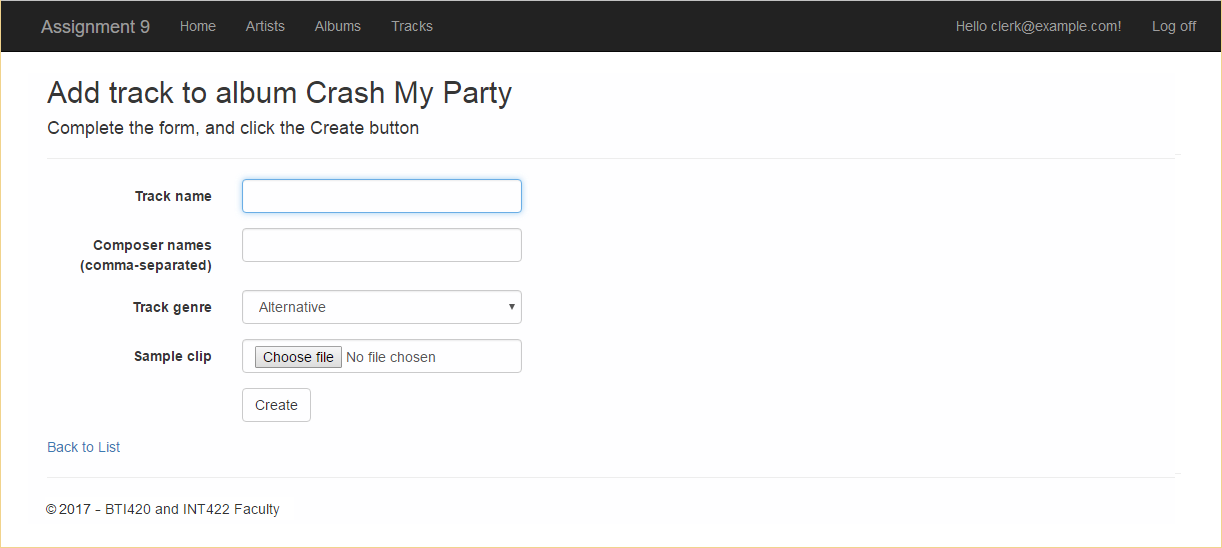 Assignment 9 Home Artists Albums Tracks Hello clerk@example.com! Log off
Add track to album Crash My Party
Complete the form, and click the Create button
Track name
Composer names
(comma-separated)
Track genre Alternative
Sample clip Choose file No file chosen
Create
Back to List
© 2017 - BTI420 and INT422 Faculty